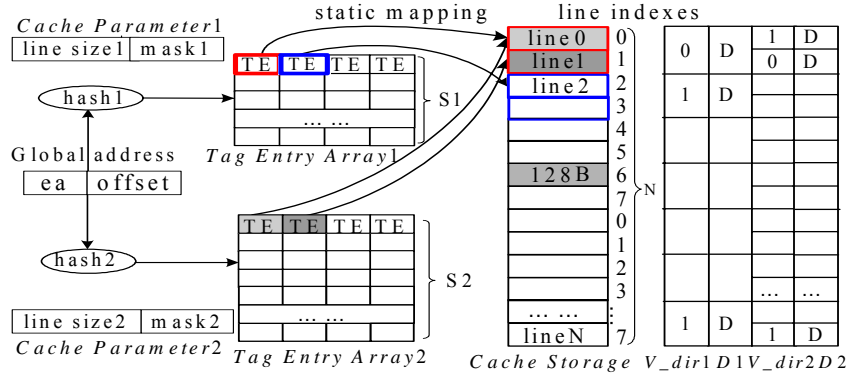 static mapping
line indexes
Cache Parameter1
line size1 mask1
TE TE TE TE
... ...
S1
Tag Entry Array1
hash1
Global address
ea offset
hash2
TE TE TE TE
... ...
S2
line size2 mask2
Cache Parameter2
Tag Entry Array2
line0 0
line1 1
line2 2
3
4
5
128B 6
7
0
1
2
3
... ... ⋮
lineN 7
N
Cache Storage
0 D 1 D
0 D
1 D
... ...
1 D
1 D
V_dir1 D1 V_dir2 D2